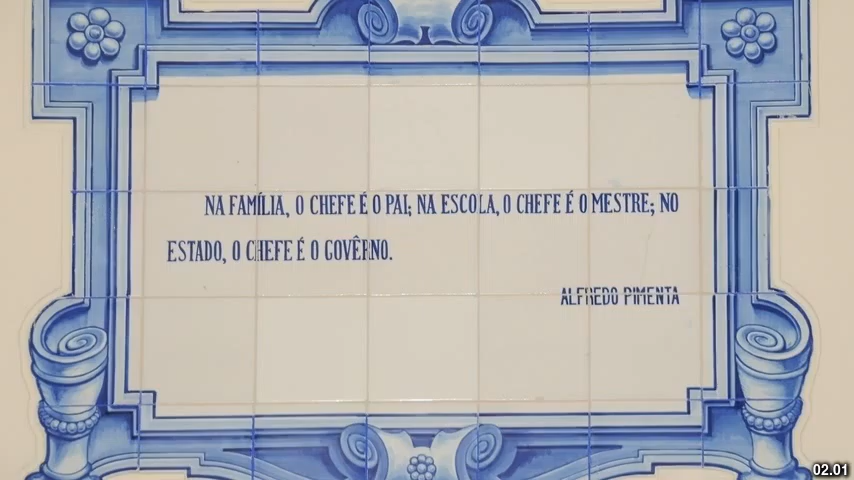 NA FAMÍLIA, O CHEFE É O PAI; NA ESCOLA, O CHEFE É O MESTRE; NO
ESTADO, O CHEFE É O GOVÊRNO.
ALFREDO PIMENTA
02.01